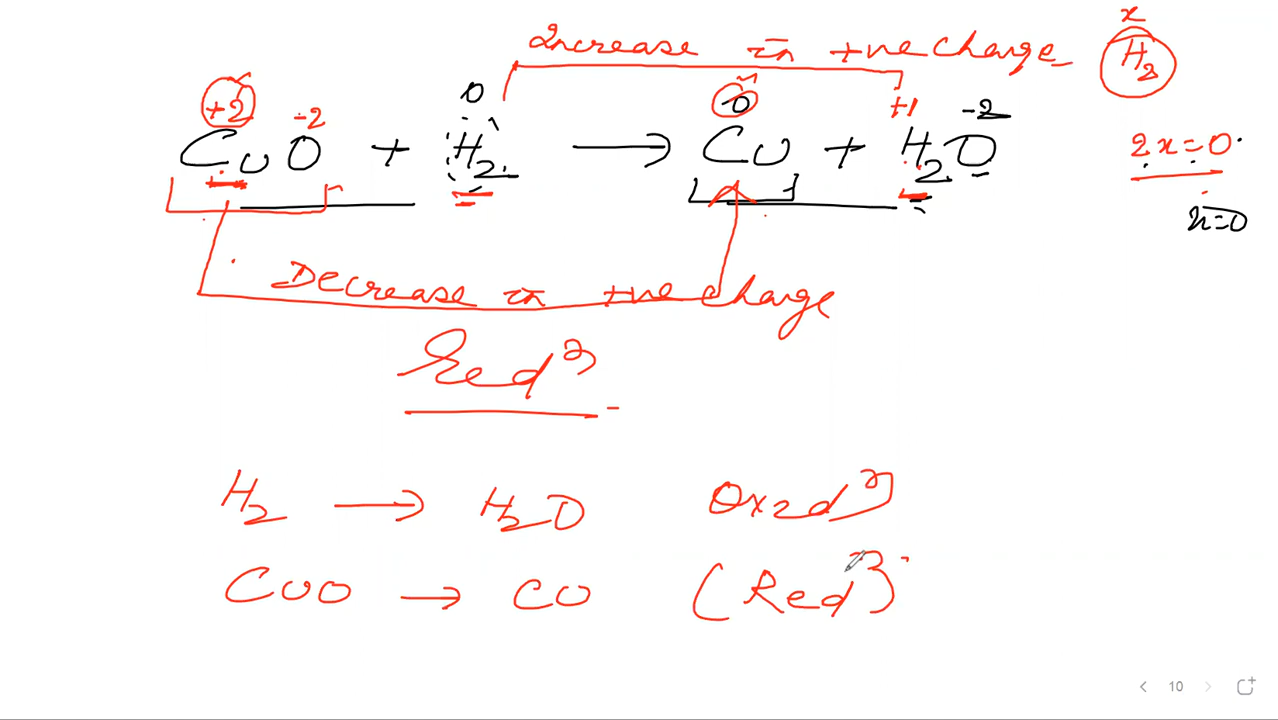 Increase in +ve charge
x
H2
+2 -2 0 0 +1 -2
CuO + H2 → Cu + H2O
2x=0
x=0
Decrease in +ve charge
Redⁿ
H2 → H2O Oxidⁿ
CuO → Cu (Redⁿ)
10